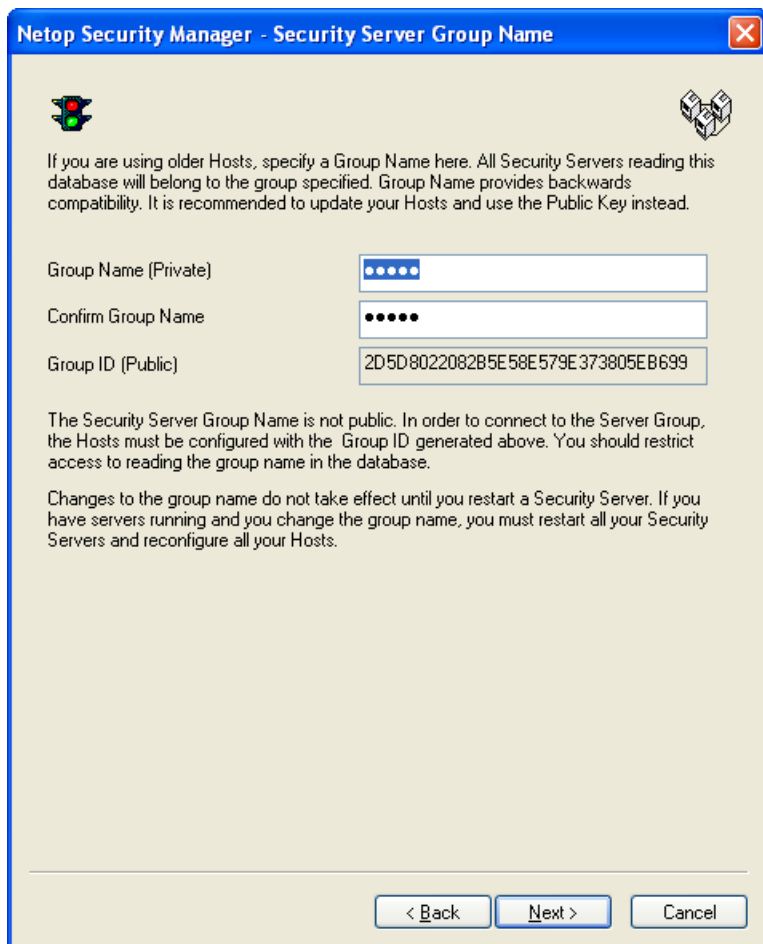 Netop Security Manager - Security Server Group Name
If you are using older Hosts, specify a Group Name here. All Security Servers reading this
database will belong to the group specified. Group Name provides backwards
compatibility. It is recommended to update your Hosts and use the Public Key instead.
Group Name (Private)
●●●●●
Confirm Group Name
●●●●●
Group ID (Public)
2D5D8022082B5E58E579E373805EB699
The Security Server Group Name is not public. In order to connect to the Server Group,
the Hosts must be configured with the Group ID generated above. You should restrict
access to reading the group name in the database.
Changes to the group name do not take effect until you restart a Security Server. If you
have servers running and you change the group name, you must restart all your Security
Servers and reconfigure all your Hosts.
< Back
Next >
Cancel